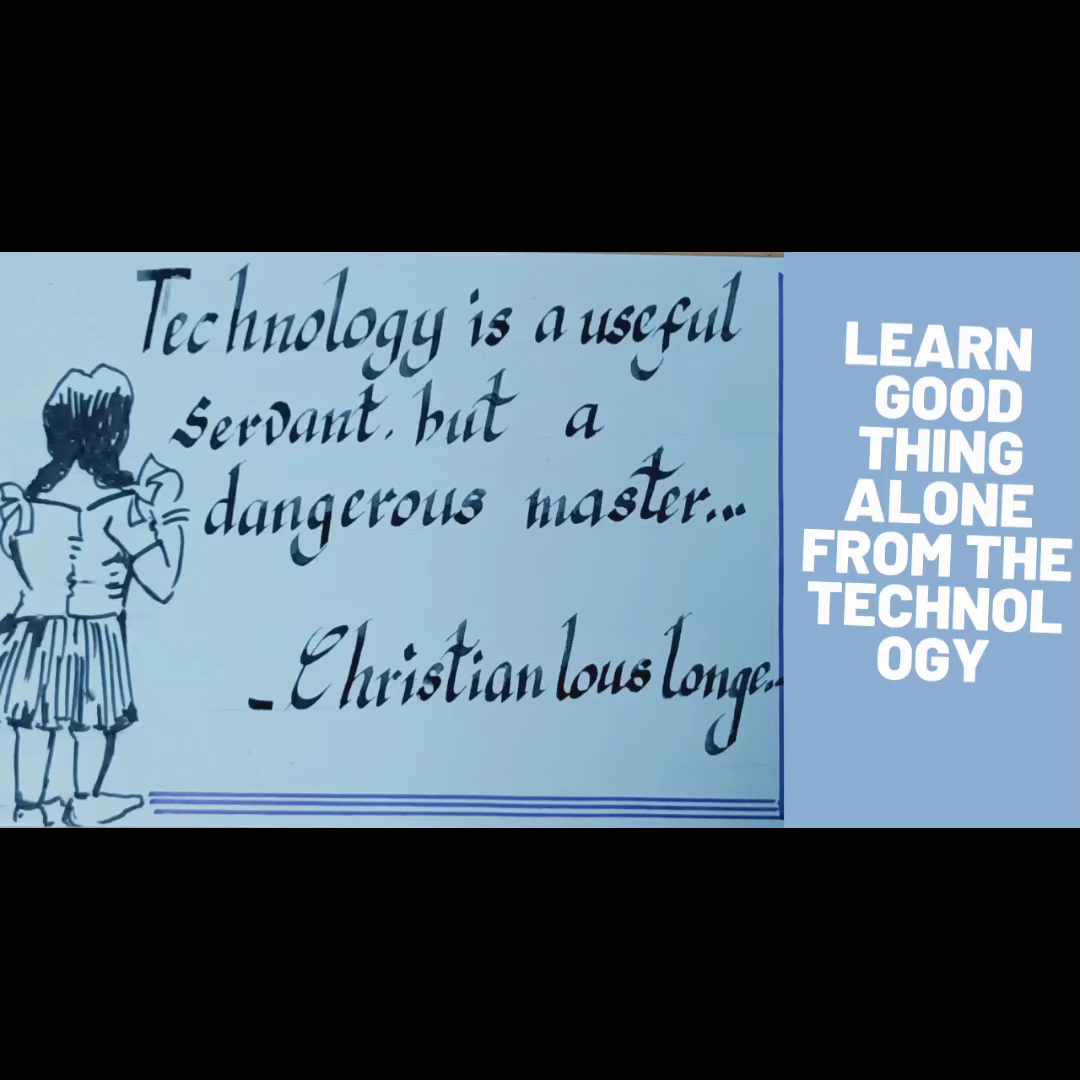 Technology is a useful
servant. but a
dangerous master...
- Christian lous longe..
LEARN
GOOD
THING
ALONE
FROM THE
TECHNOL
OGY